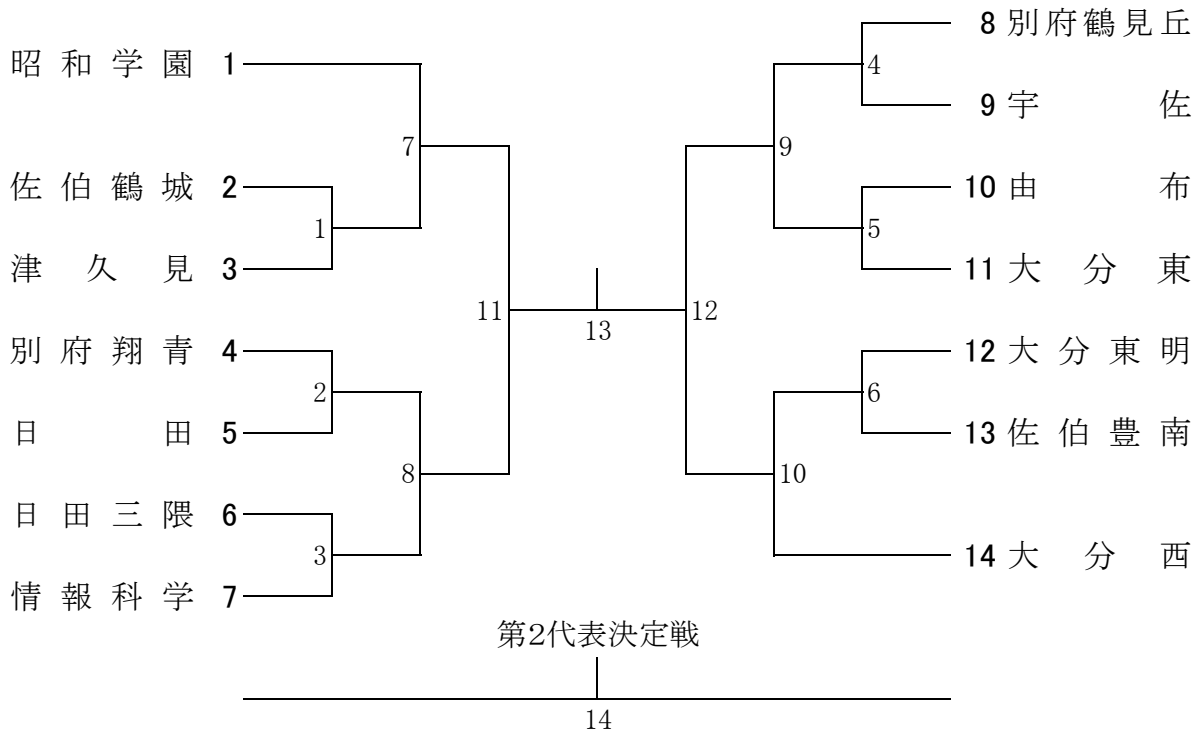 昭和学園 1
佐伯鶴城 2
津久見 3
別府翔青 4
日田 5
日田三隈 6
情報科学 7
1
2
3
7
8
11
13
12
9
10
4
5
6
8 別府鶴見丘
9 宇佐
10 由布
11 大分東
12 大分東明
13 佐伯豊南
14 大分西
第2代表決定戦
14